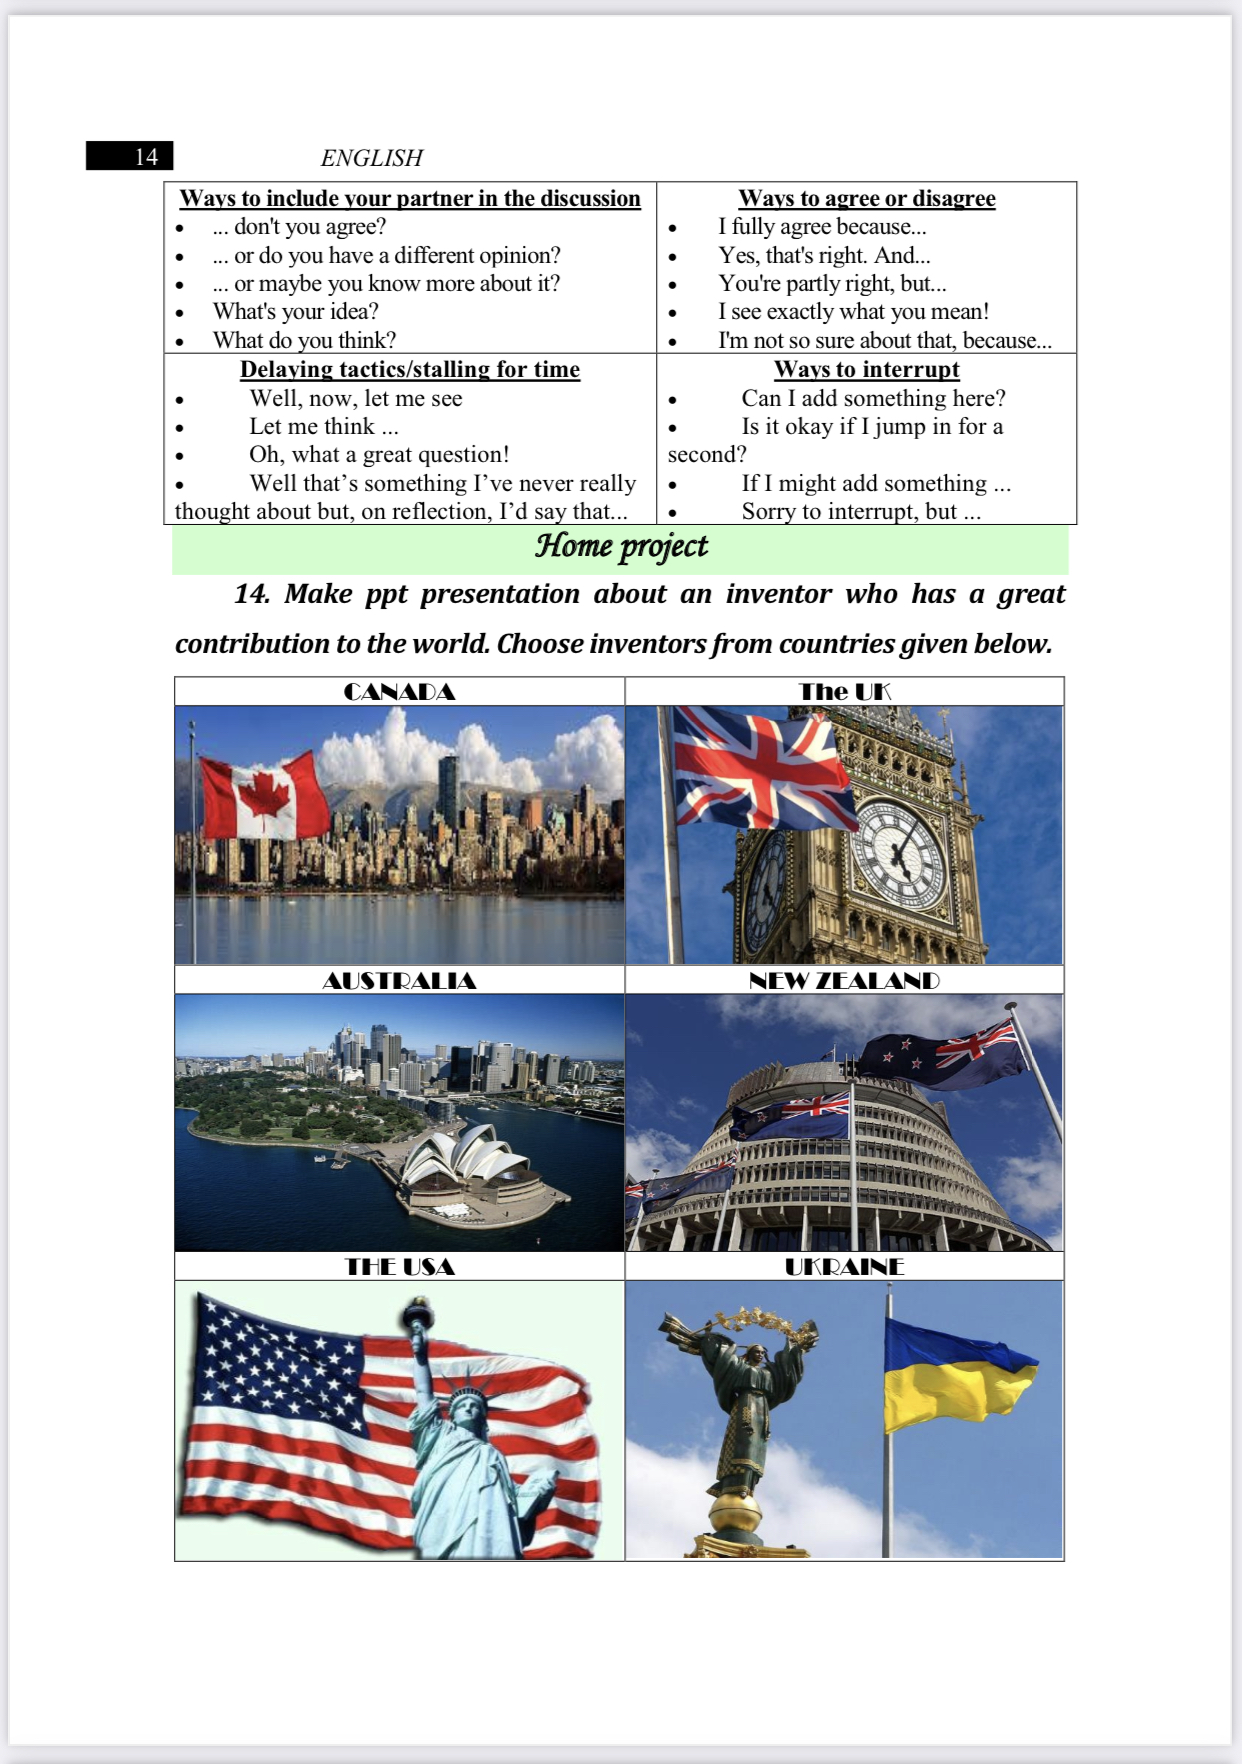 14 ENGLISH
Ways to include your partner in the discussion
• ... don't you agree?
• ... or do you have a different opinion?
• ... or maybe you know more about it?
• What's your idea?
• What do you think?
Ways to agree or disagree
• I fully agree because...
• Yes, that's right. And...
• You're partly right, but...
• I see exactly what you mean!
• I'm not so sure about that, because...
Delaying tactics/stalling for time
• Well, now, let me see
• Let me think ...
• Oh, what a great question!
• Well that’s something I’ve never really
thought about but, on reflection, I’d say that...
Ways to interrupt
• Can I add something here?
• Is it okay if I jump in for a
second?
• If I might add something ...
• Sorry to interrupt, but ...
Home project
14. Make ppt presentation about an inventor who has a great
contribution to the world. Choose inventors from countries given below.
CANADA
The UK
AUSTRALIA
NEW ZEALAND
THE USA
UKRAINE